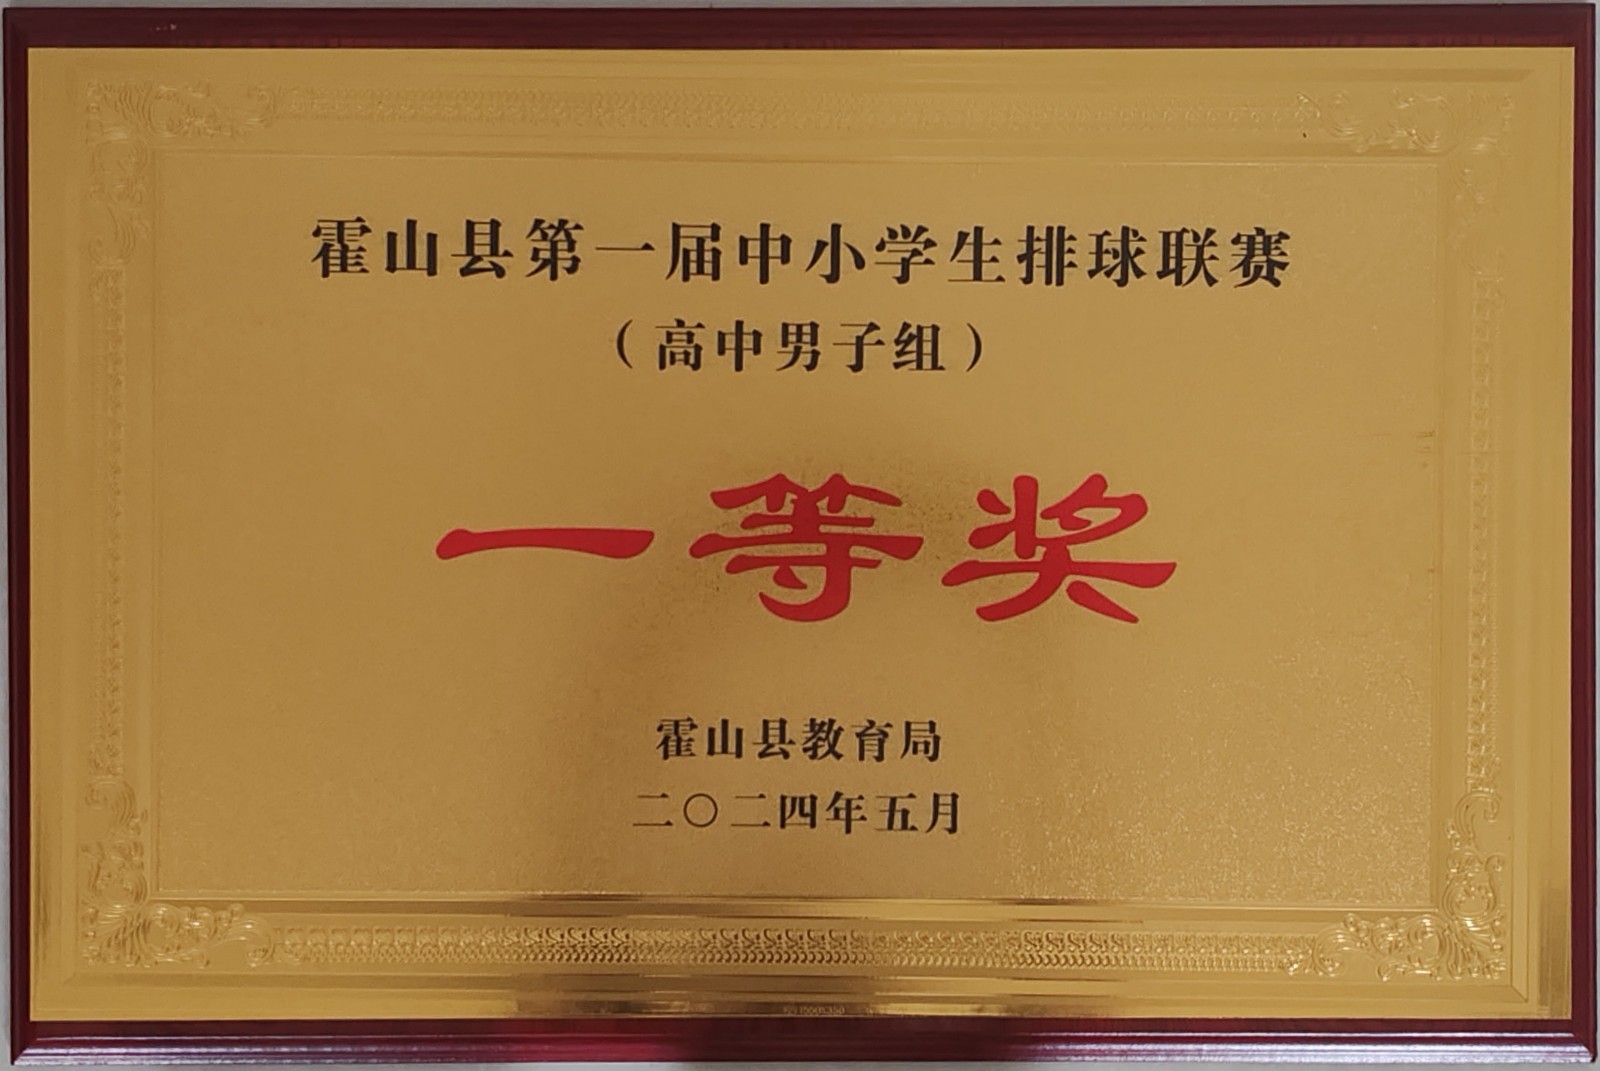 霍山县第一届中小学生排球联赛
（高中男子组）
一等奖
霍山县教育局
二〇二四年五月